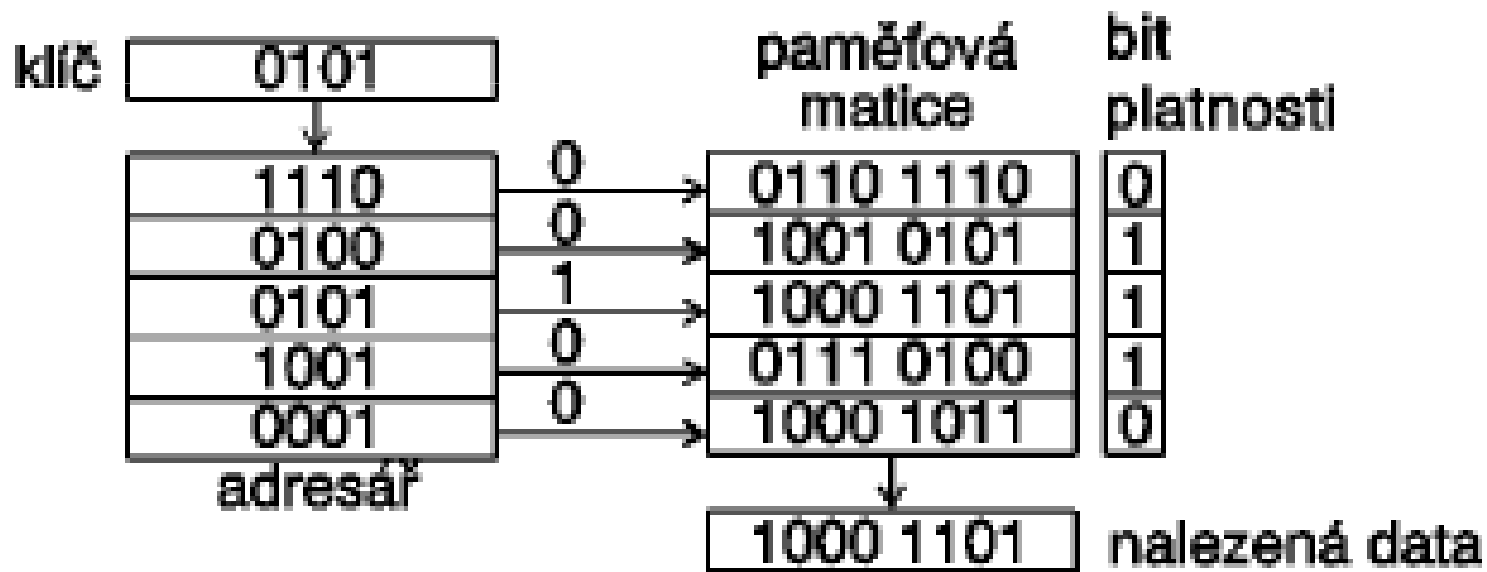 klíč 0101
paměťová matice
bit platnosti
1110 0 0110 1110 0
0100 0 1001 0101 1
0101 1 1000 1101 1
1001 0 0111 0100 1
0001 0 1000 1011 0
adresář
1000 1101 nalezená data